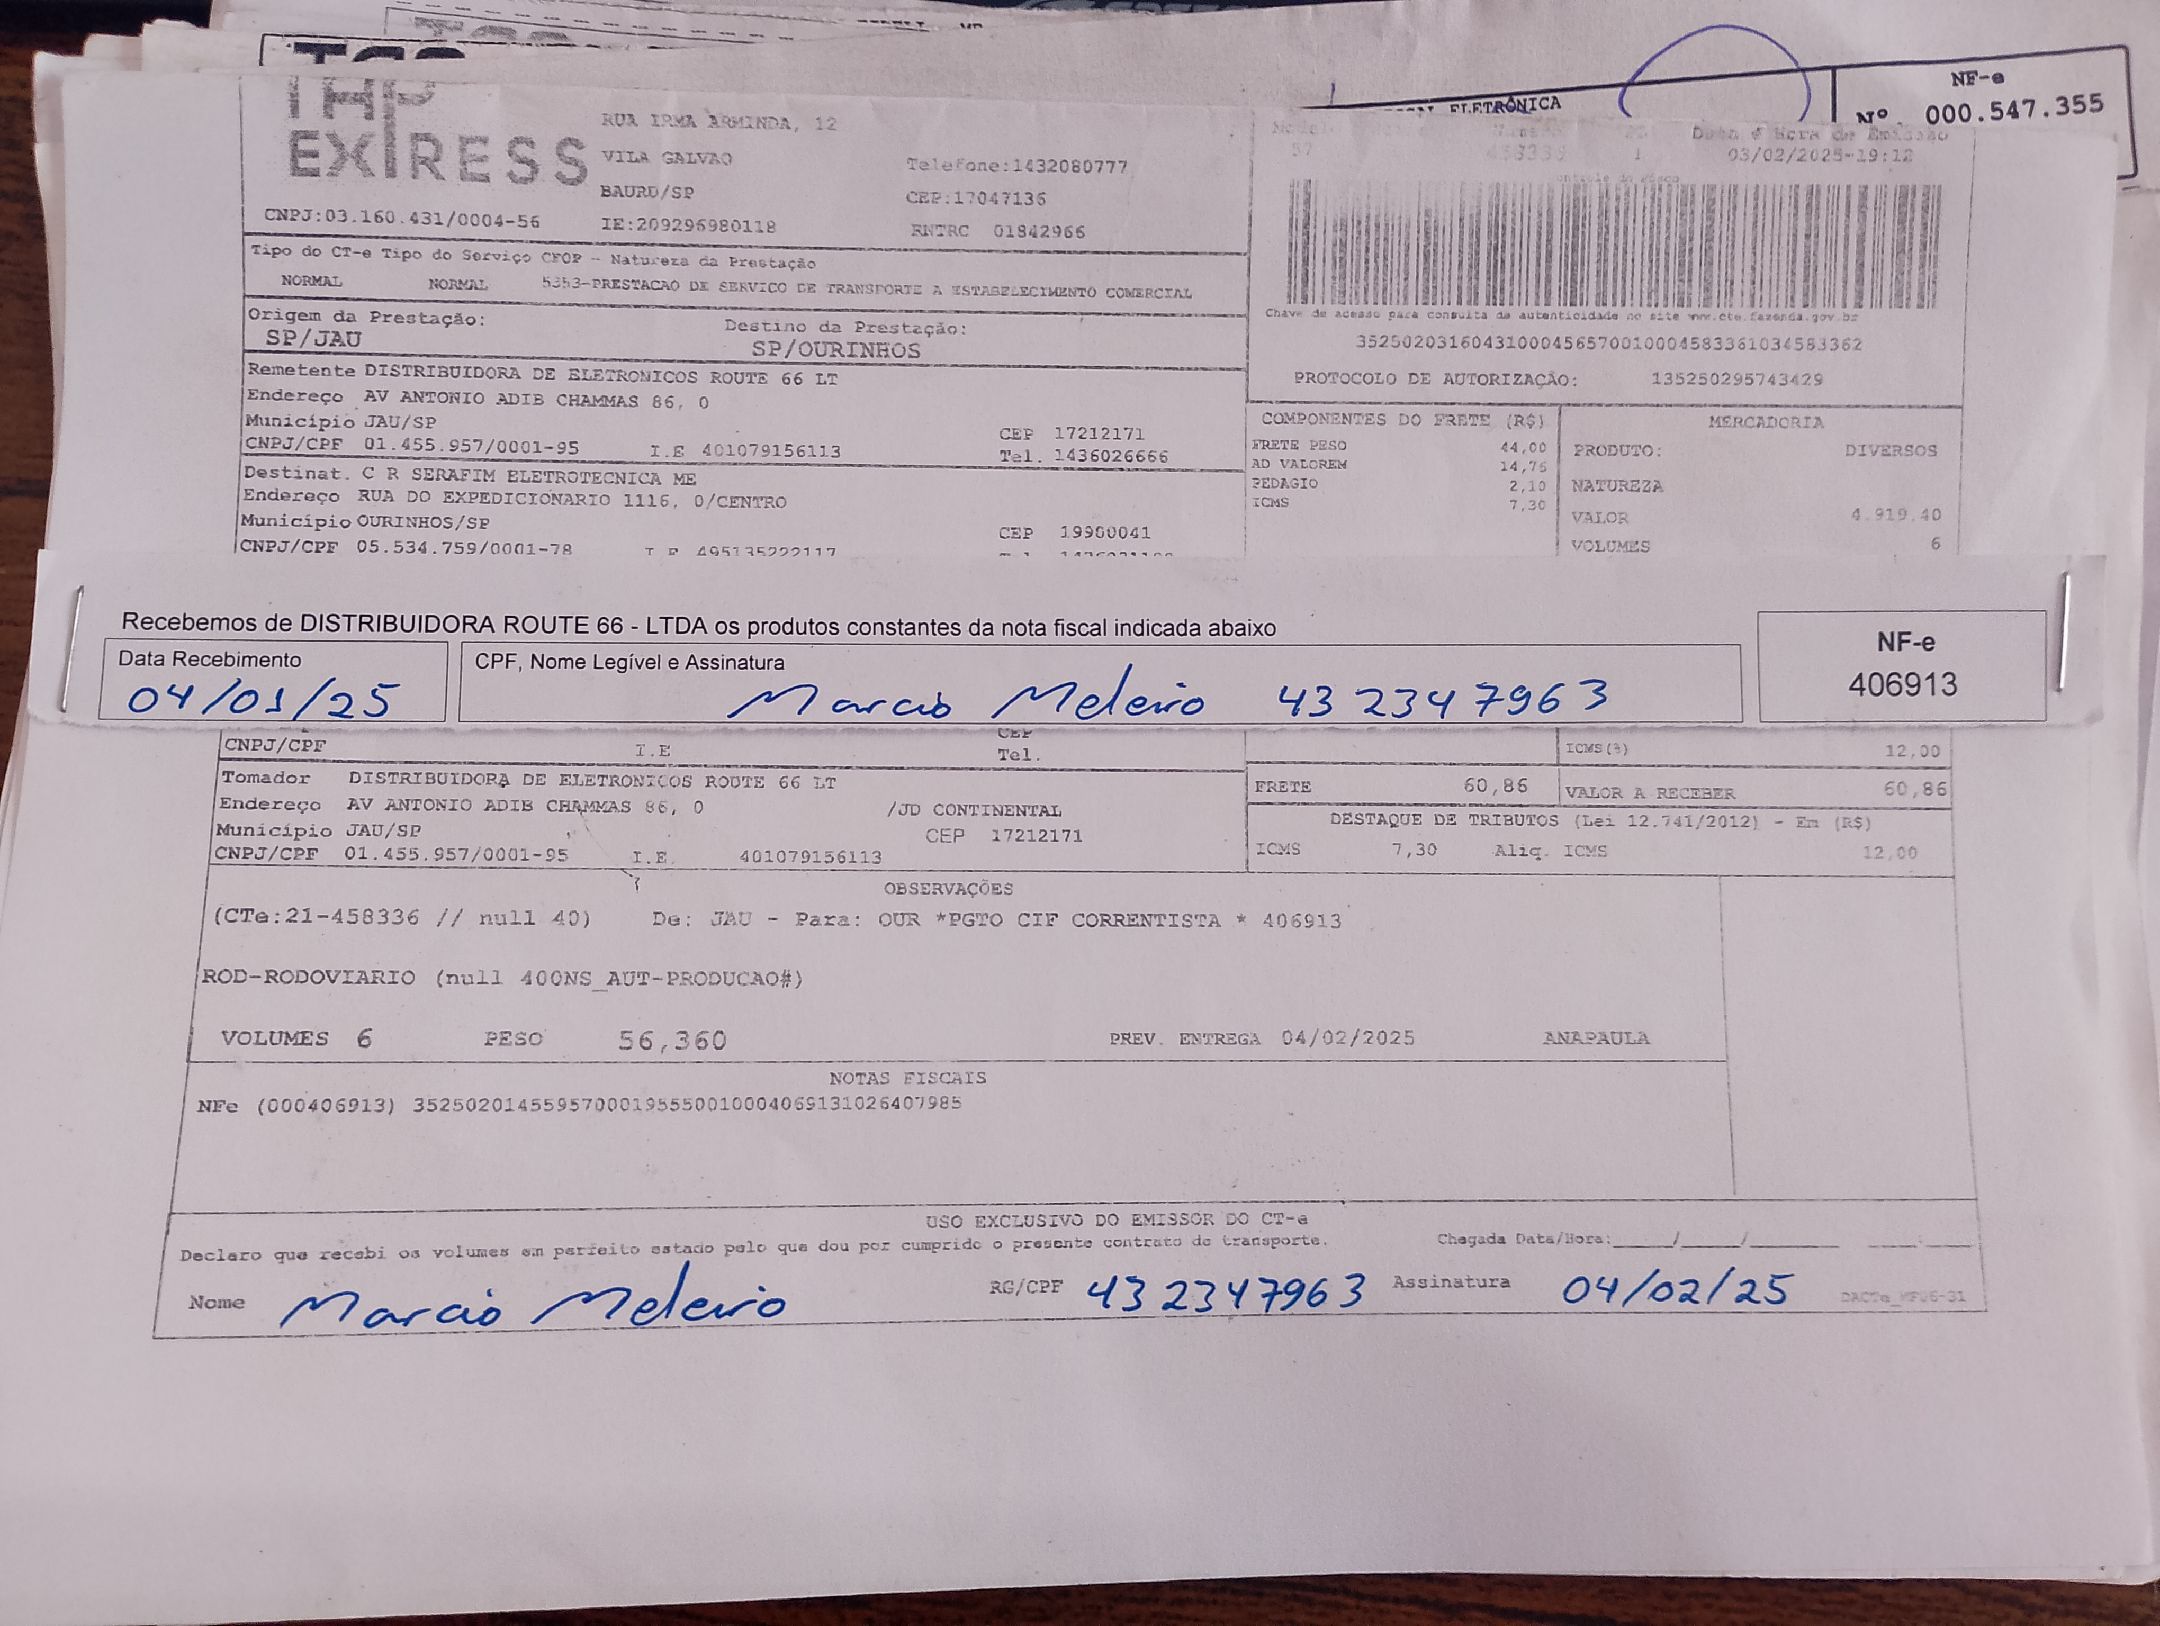 NF-e
ELETRÔNICA
Nº 000.547.355
EXPRESS
RUA IRMA ARMINDA, 12
VILA GALVAO
Telefone:1432080777
BAURU/SP
CEP:17047136
CNPJ:03.160.431/0004-56
IE:209296980118
RNTRC 01842966
57 458336 1
Data e Hora de Emissão
03/02/2025-19:12
Tipo do CT-e Tipo do Serviço CFOP - Natureza da Prestação
NORMAL NORMAL 5353-PRESTACAO DE SERVICO DE TRANSPORTE A ESTABELECIMENTO COMERCIAL
Origem da Prestação: Destino da Prestação:
SP/JAU SP/OURINHOS
Chave de acesso para consulta de autenticidade no site www.cte.fazenda.gov.br
35250203160431000456570010004583361034583362
PROTOCOLO DE AUTORIZAÇÃO: 135250295743429
Remetente DISTRIBUIDORA DE ELETRONICOS ROUTE 66 LT
Endereço AV ANTONIO ADIB CHAMMAS 86, 0
Município JAU/SP CEP 17212171
CNPJ/CPF 01.455.957/0001-95 I.E 401079156113 Tel. 1436026666
Destinat. C R SERAFIM ELETROTECNICA ME
Endereço RUA DO EXPEDICIONARIO 1116, 0/CENTRO
Município OURINHOS/SP CEP 19900041
CNPJ/CPF 05.534.759/0001-78 I.E 495135222117
COMPONENTES DO FRETE (R$)
FRETE PESO 44,00
AD VALOREM 14,76
PEDAGIO 2,10
ICMS 7,30
MERCADORIA
PRODUTO: DIVERSOS
NATUREZA
VALOR 4.919,40
VOLUMES 6
Recebemos de DISTRIBUIDORA ROUTE 66 - LTDA os produtos constantes da nota fiscal indicada abaixo
Data Recebimento
04/01/25
CPF, Nome Legível e Assinatura
Marcio Meleiro 43 2347963
NF-e
406913
CEP
CNPJ/CPF I.E Tel.
ICMS(%) 12,00
Tomador DISTRIBUIDORA DE ELETRONICOS ROUTE 66 LT
Endereço AV ANTONIO ADIB CHAMMAS 86, 0 /JD CONTINENTAL
Município JAU/SP CEP 17212171
CNPJ/CPF 01.455.957/0001-95 I.E. 401079156113
FRETE 60,86 VALOR A RECEBER 60,86
DESTAQUE DE TRIBUTOS (Lei 12.741/2012) - Em (R$)
ICMS 7,30 Aliq. ICMS 12,00
OBSERVAÇÕES
(CTe:21-458336 // null 40) De: JAU - Para: OUR *PGTO CIF CORRENTISTA * 406913
ROD-RODOVIARIO (null 400NS_AUT-PRODUCAO#)
VOLUMES 6 PESO 56,360 PREV. ENTREGA 04/02/2025 ANAPAULA
NOTAS FISCAIS
NFe (000406913) 35250201455957000195550010004069131026407985
USO EXCLUSIVO DO EMISSOR DO CT-e
Declaro que recebi os volumes em perfeito estado pelo que dou por cumprido o presente contrato de transporte. Chegada Data/Hora:____/____/______ ____:____
Nome Marcio Meleiro RG/CPF 43 2347963 Assinatura 04/02/25